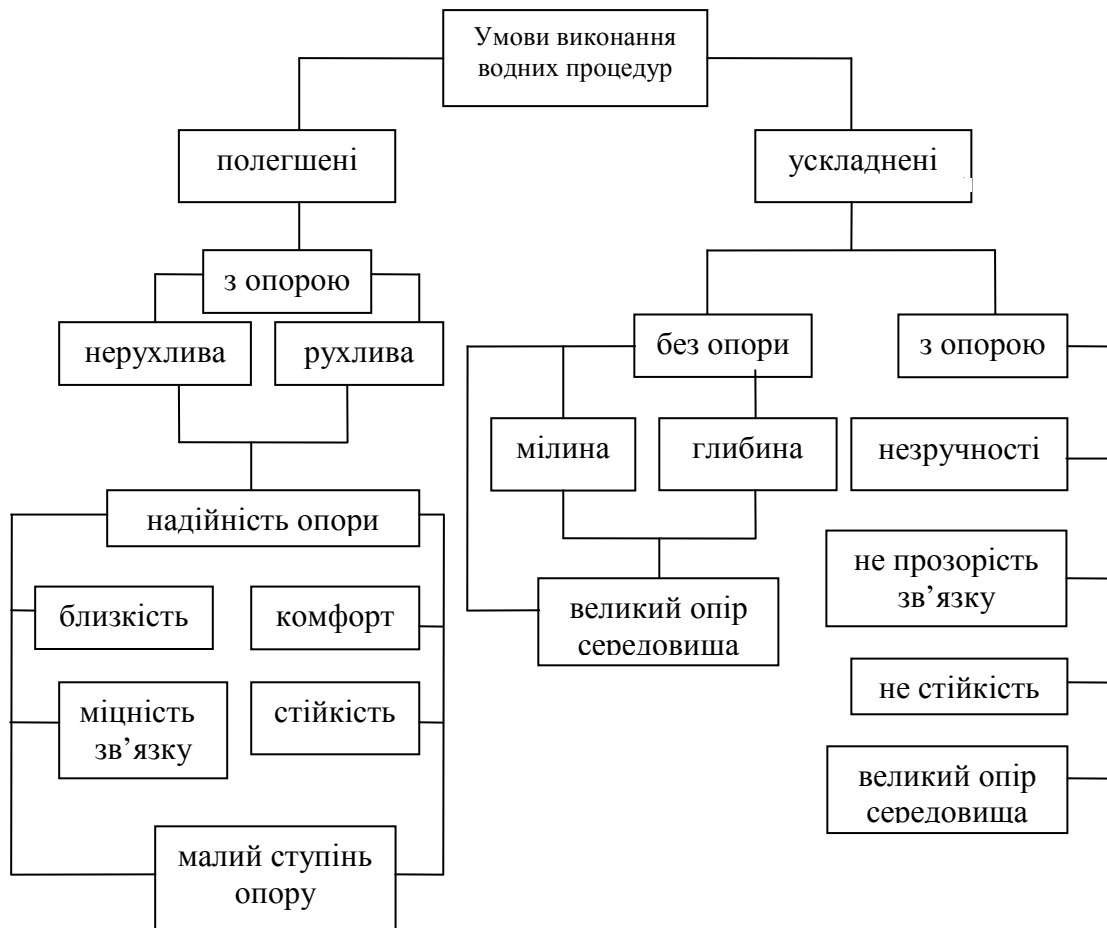 Умови виконання
водних процедур
полегшені
ускладнені
з опорою
нерухлива
рухлива
без опори
з опорою
мілина
глибина
незручності
надійність опори
не прозорість
зв’язку
близкість
комфорт
великий опір
середовища
міцність
зв’язку
стійкість
не стійкість
великий опір
середовища
малий ступінь
опору